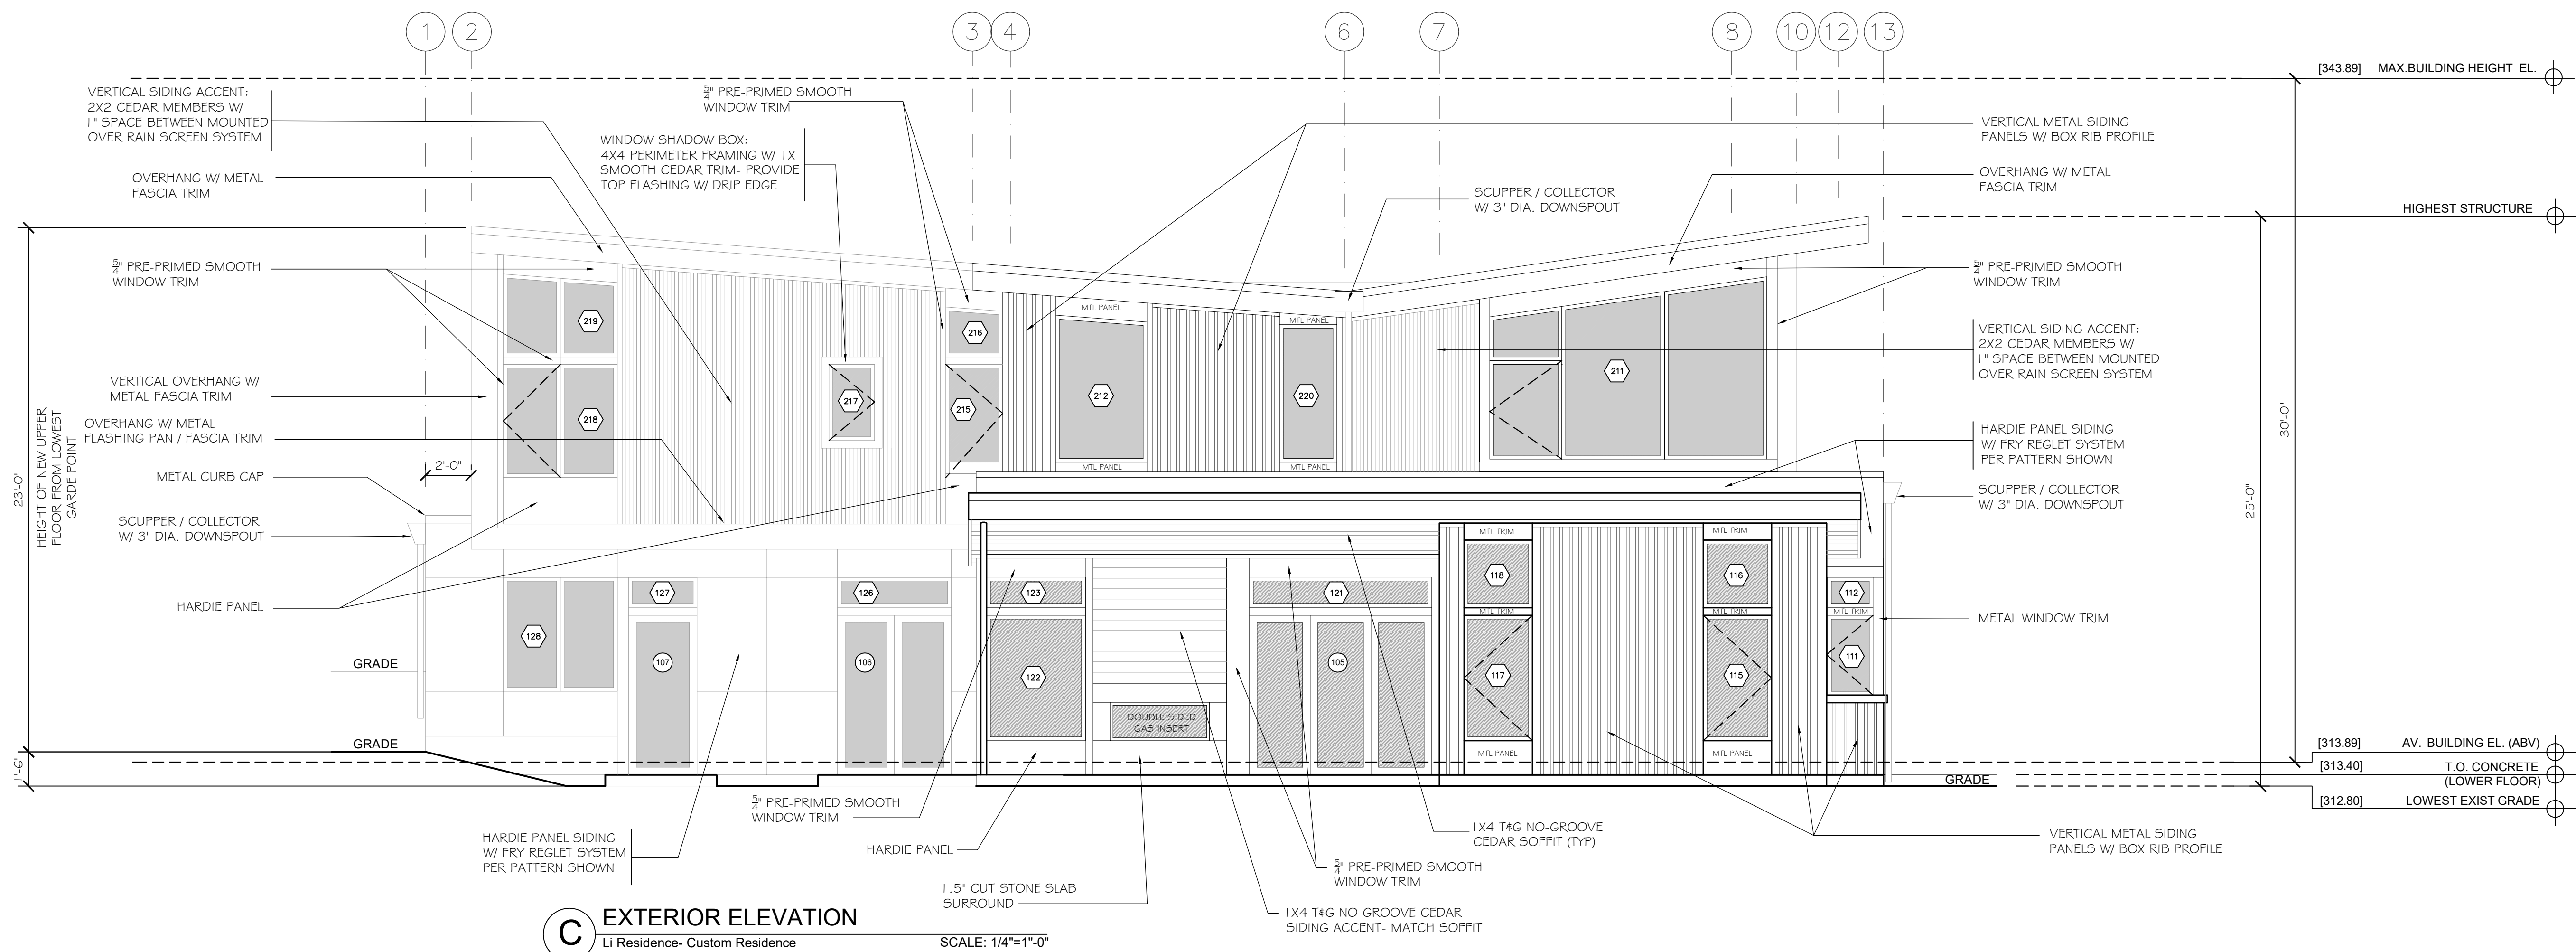 1
2
3
4
6
7
8
10
12
13
[343.89] MAX.BUILDING HEIGHT EL.
VERTICAL SIDING ACCENT:
2X2 CEDAR MEMBERS W/
1" SPACE BETWEEN MOUNTED
OVER RAIN SCREEN SYSTEM
5/4" PRE-PRIMED SMOOTH
WINDOW TRIM
WINDOW SHADOW BOX:
4X4 PERIMETER FRAMING W/ 1X
SMOOTH CEDAR TRIM- PROVIDE
TOP FLASHING W/ DRIP EDGE
VERTICAL METAL SIDING
PANELS W/ BOX RIB PROFILE
OVERHANG W/ METAL
FASCIA TRIM
SCUPPER / COLLECTOR
W/ 3" DIA. DOWNSPOUT
OVERHANG W/ METAL
FASCIA TRIM
HIGHEST STRUCTURE
5/4" PRE-PRIMED SMOOTH
WINDOW TRIM
5/4" PRE-PRIMED SMOOTH
WINDOW TRIM
219
216
MTL PANEL
MTL PANEL
VERTICAL SIDING ACCENT:
2X2 CEDAR MEMBERS W/
1" SPACE BETWEEN MOUNTED
OVER RAIN SCREEN SYSTEM
VERTICAL OVERHANG W/
METAL FASCIA TRIM
218
217
215
212
220
211
OVERHANG W/ METAL
FLASHING PAN / FASCIA TRIM
HARDIE PANEL SIDING
W/ FRY REGLET SYSTEM
PER PATTERN SHOWN
30'-0"
23'-0"
HEIGHT OF NEW UPPER
FLOOR FROM LOWEST
GARDE POINT
2'-0"
MTL PANEL
MTL PANEL
METAL CURB CAP
SCUPPER / COLLECTOR
W/ 3" DIA. DOWNSPOUT
25'-0"
SCUPPER / COLLECTOR
W/ 3" DIA. DOWNSPOUT
MTL TRIM
MTL TRIM
118
116
HARDIE PANEL
127
126
123
121
112
MTL TRIM
MTL TRIM
MTL TRIM
METAL WINDOW TRIM
128
107
106
105
111
GRADE
122
117
115
DOUBLE SIDED
GAS INSERT
GRADE
MTL PANEL
MTL PANEL
[313.89] AV. BUILDING EL. (ABV)
1'-6"
[313.40] T.O. CONCRETE
(LOWER FLOOR)
GRADE
[312.80] LOWEST EXIST GRADE
5/4" PRE-PRIMED SMOOTH
WINDOW TRIM
HARDIE PANEL SIDING
W/ FRY REGLET SYSTEM
PER PATTERN SHOWN
HARDIE PANEL
1X4 T&G NO-GROOVE
CEDAR SOFFIT (TYP)
VERTICAL METAL SIDING
PANELS W/ BOX RIB PROFILE
5/4" PRE-PRIMED SMOOTH
WINDOW TRIM
1.5" CUT STONE SLAB
SURROUND
1X4 T&G NO-GROOVE CEDAR
SIDING ACCENT- MATCH SOFFIT
C
EXTERIOR ELEVATION
Li Residence- Custom Residence SCALE: 1/4"=1"-0"